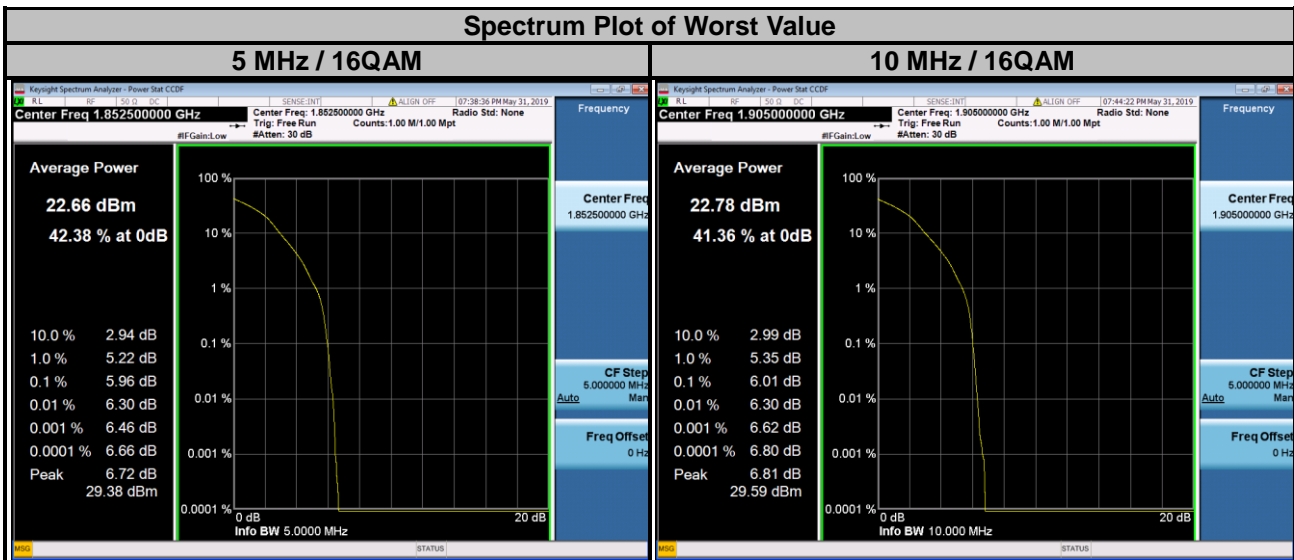 Spectrum Plot of Worst Value
5 MHz / 16QAM
10 MHz / 16QAM
Keysight Spectrum Analyzer - Power Stat CCDF
RL RF 50 Ω DC SENSE:INT ALIGN OFF 07:38:36 PM May 31, 2019
Center Freq 1.852500000 GHz
Center Freq: 1.852500000 GHz Radio Std: None
Trig: Free Run Counts:1.00 M/1.00 Mpt
#IFGain:Low #Atten: 30 dB
Frequency
Average Power
22.66 dBm
42.38 % at 0dB
10.0 % 2.94 dB
1.0 % 5.22 dB
0.1 % 5.96 dB
0.01 % 6.30 dB
0.001 % 6.46 dB
0.0001 % 6.66 dB
Peak 6.72 dB
29.38 dBm
100 %
10 %
1 %
0.1 %
0.01 %
0.001 %
0.0001 %
0 dB 20 dB
Info BW 5.0000 MHz
Center Freq
1.852500000 GHz
CF Step
5.000000 MHz
Auto Man
Freq Offset
0 Hz
MSG STATUS
Keysight Spectrum Analyzer - Power Stat CCDF
RL RF 50 Ω DC SENSE:INT ALIGN OFF 07:44:22 PM May 31, 2019
Center Freq 1.905000000 GHz
Center Freq: 1.905000000 GHz Radio Std: None
Trig: Free Run Counts:1.00 M/1.00 Mpt
#IFGain:Low #Atten: 30 dB
Frequency
Average Power
22.78 dBm
41.36 % at 0dB
10.0 % 2.99 dB
1.0 % 5.35 dB
0.1 % 6.01 dB
0.01 % 6.30 dB
0.001 % 6.62 dB
0.0001 % 6.80 dB
Peak 6.81 dB
29.59 dBm
100 %
10 %
1 %
0.1 %
0.01 %
0.001 %
0.0001 %
0 dB 20 dB
Info BW 10.000 MHz
Center Freq
1.905000000 GHz
CF Step
5.000000 MHz
Auto Man
Freq Offset
0 Hz
MSG STATUS